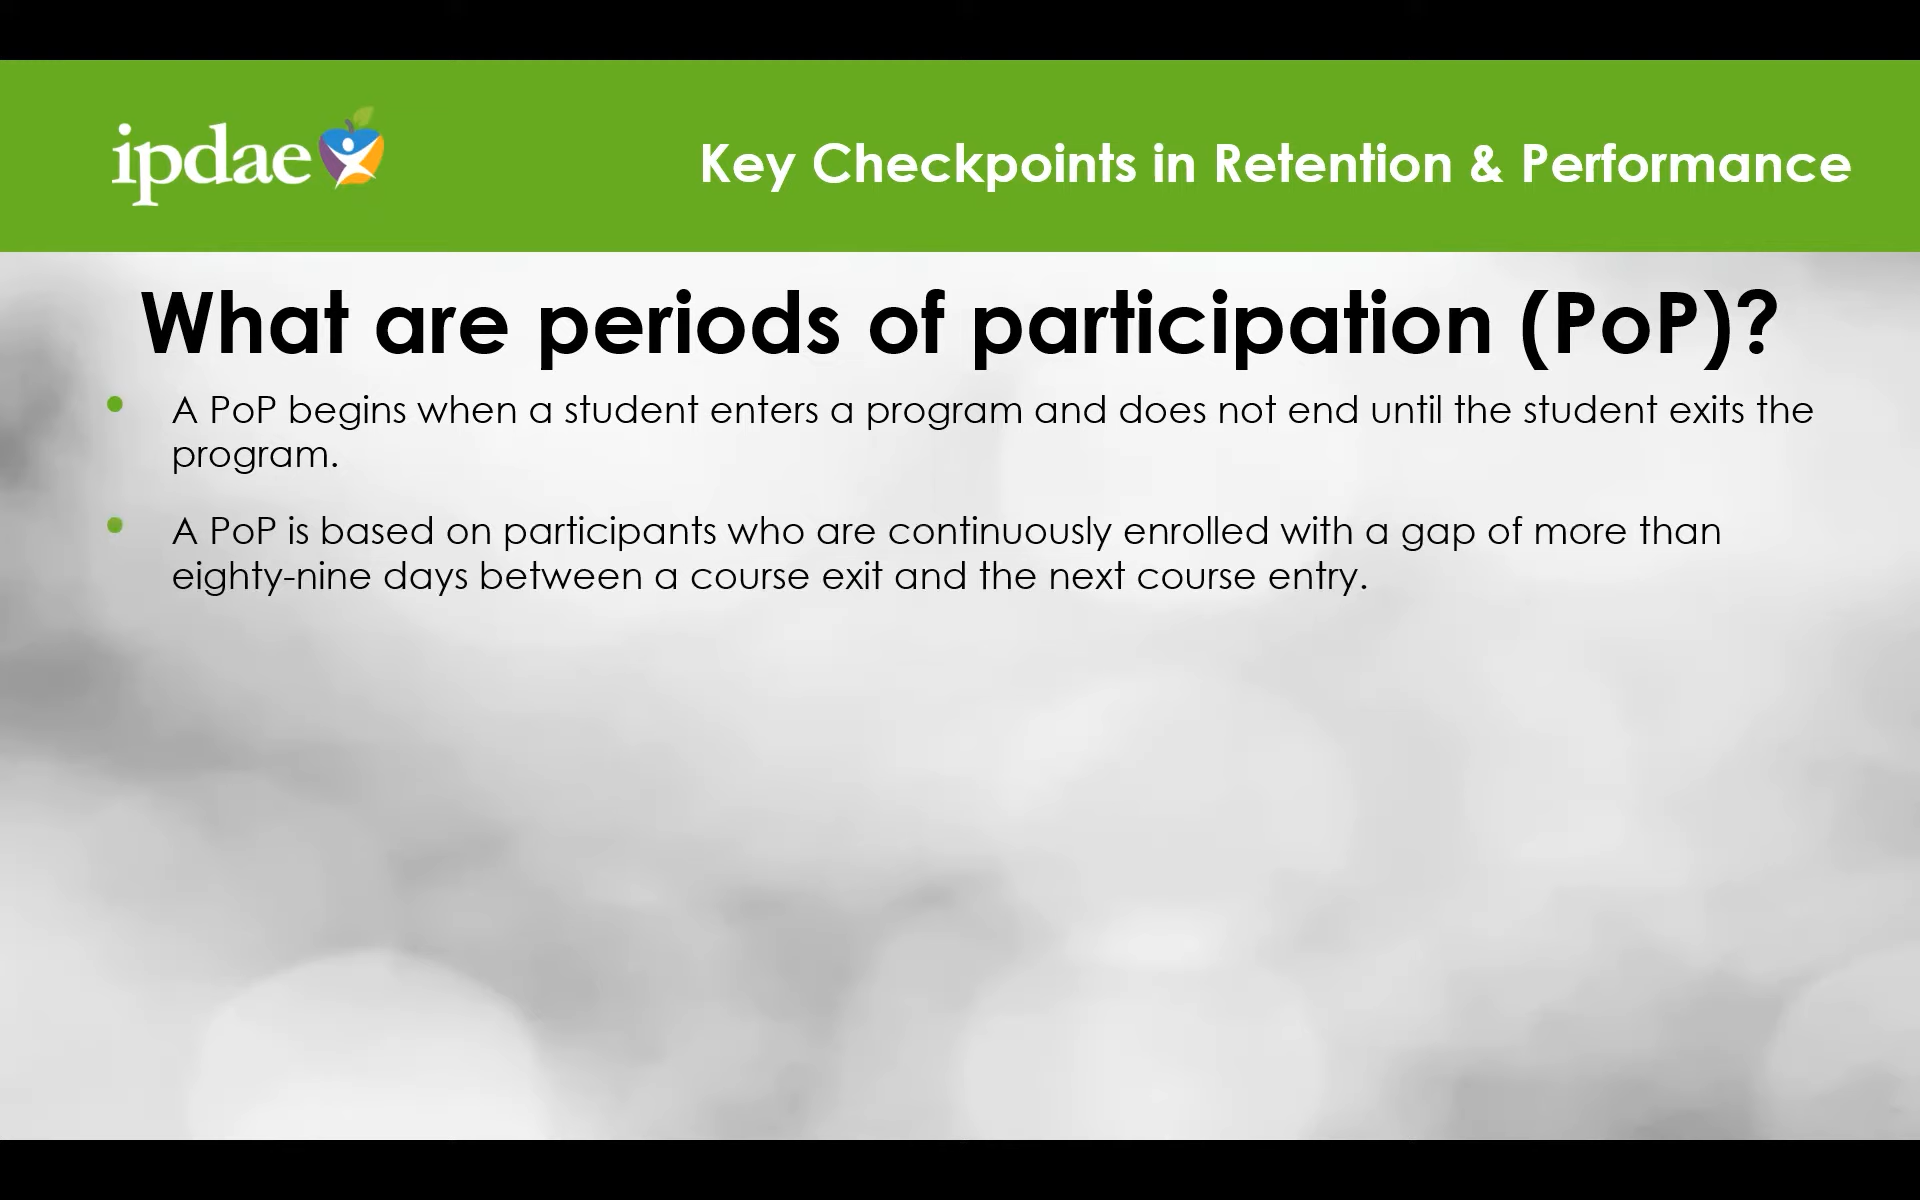 ipdae
Key Checkpoints in Retention & Performance
What are periods of participation (PoP)?
A PoP begins when a student enters a program and does not end until the student exits the
program.
A PoP is based on participants who are continuously enrolled with a gap of more than
eighty-nine days between a course exit and the next course entry.